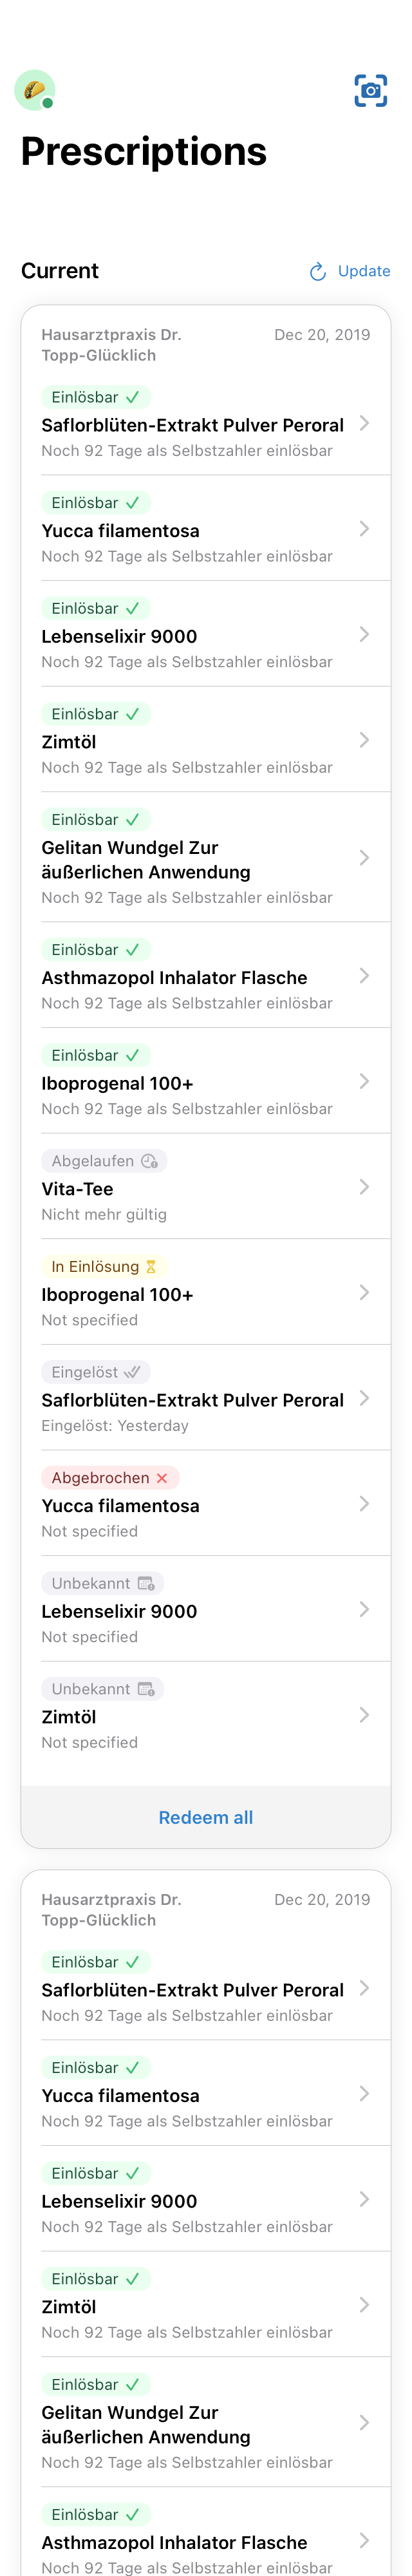 Prescriptions
Current
Update
Hausarztpraxis Dr.
Topp-Glücklich
Dec 20, 2019
Einlösbar
Saflorblüten-Extrakt Pulver Peroral
Noch 92 Tage als Selbstzahler einlösbar
Einlösbar
Yucca filamentosa
Noch 92 Tage als Selbstzahler einlösbar
Einlösbar
Lebenselixir 9000
Noch 92 Tage als Selbstzahler einlösbar
Einlösbar
Zimtöl
Noch 92 Tage als Selbstzahler einlösbar
Einlösbar
Gelitan Wundgel Zur
äußerlichen Anwendung
Noch 92 Tage als Selbstzahler einlösbar
Einlösbar
Asthmazopol Inhalator Flasche
Noch 92 Tage als Selbstzahler einlösbar
Einlösbar
Iboprogenal 100+
Noch 92 Tage als Selbstzahler einlösbar
Abgelaufen
Vita-Tee
Nicht mehr gültig
In Einlösung
Iboprogenal 100+
Not specified
Eingelöst
Saflorblüten-Extrakt Pulver Peroral
Eingelöst: Yesterday
Abgebrochen
Yucca filamentosa
Not specified
Unbekannt
Lebenselixir 9000
Not specified
Unbekannt
Zimtöl
Not specified
Redeem all
Hausarztpraxis Dr.
Topp-Glücklich
Dec 20, 2019
Einlösbar
Saflorblüten-Extrakt Pulver Peroral
Noch 92 Tage als Selbstzahler einlösbar
Einlösbar
Yucca filamentosa
Noch 92 Tage als Selbstzahler einlösbar
Einlösbar
Lebenselixir 9000
Noch 92 Tage als Selbstzahler einlösbar
Einlösbar
Zimtöl
Noch 92 Tage als Selbstzahler einlösbar
Einlösbar
Gelitan Wundgel Zur
äußerlichen Anwendung
Noch 92 Tage als Selbstzahler einlösbar
Einlösbar
Asthmazopol Inhalator Flasche
Noch 92 Tage als Selbstzahler einlösbar